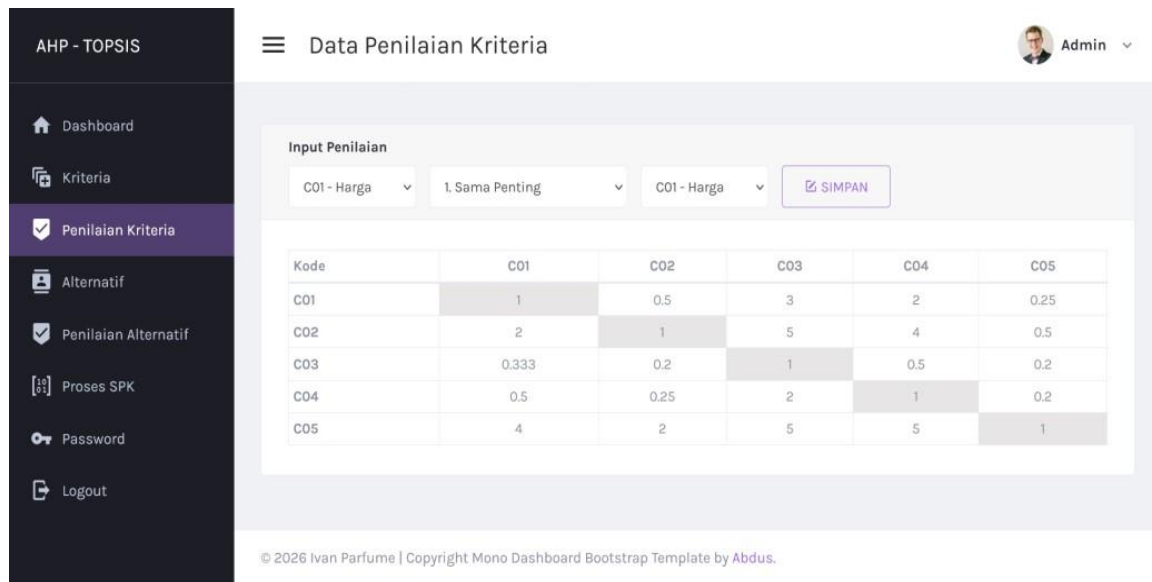 AHP - TOPSIS
Dashboard
Kriteria
Penilaian Kriteria
Alternatif
Penilaian Alternatif
Proses SPK
Password
Logout
Data Penilaian Kriteria
Admin
Input Penilaian
C01 - Harga 1. Sama Penting C01 - Harga SIMPAN
Kode C01 C02 C03 C04 C05
C01 1 0.5 3 2 0.25
C02 2 1 5 4 0.5
C03 0.333 0.2 1 0.5 0.2
C04 0.5 0.25 2 1 0.2
C05 4 2 5 5 1
© 2026 Ivan Parfume | Copyright Mono Dashboard Bootstrap Template by Abdus.